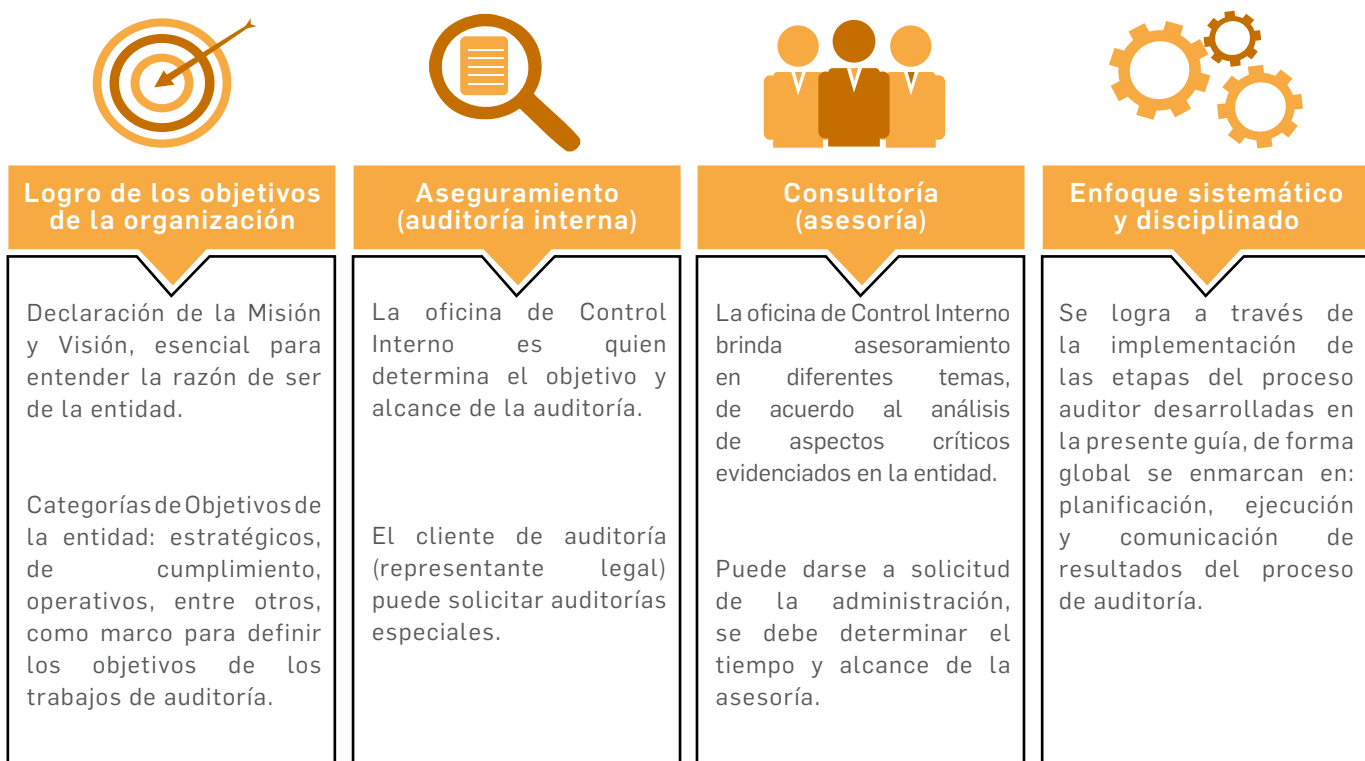 Logro de los objetivos
de la organización
Declaración de la Misión
y Visión, esencial para
entender la razón de ser
de la entidad.
Categorías de Objetivos de
la entidad: estratégicos,
de cumplimiento,
operativos, entre otros,
como marco para definir
los objetivos de los
trabajos de auditoría.
Aseguramiento
(auditoría interna)
La oficina de Control
Interno es quien
determina el objetivo y
alcance de la auditoría.
El cliente de auditoría
(representante legal)
puede solicitar auditorías
especiales.
Consultoría
(asesoría)
La oficina de Control Interno
brinda asesoramiento
en diferentes temas,
de acuerdo al análisis
de aspectos críticos
evidenciados en la entidad.
Puede darse a solicitud
de la administración,
se debe determinar el
tiempo y alcance de la
asesoría.
Enfoque sistemático
y disciplinado
Se logra a través de
la implementación de
las etapas del proceso
auditor desarrolladas en
la presente guía, de forma
global se enmarcan en:
planificación, ejecución
y comunicación de
resultados del proceso
de auditoría.